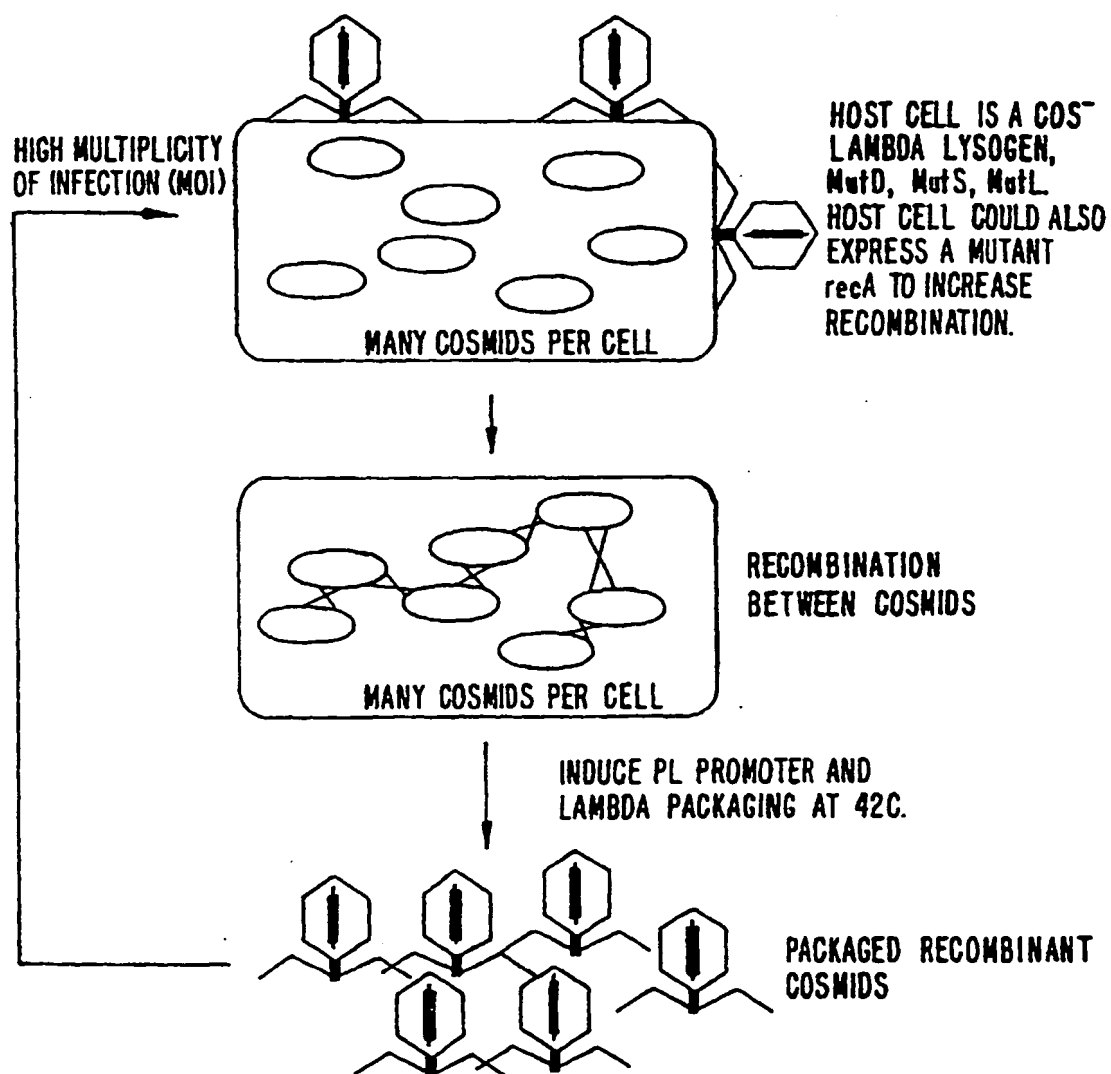 HIGH MULTIPLICITY
OF INFECTION (MOI)
HOST CELL IS A COS⁻
LAMBDA LYSOGEN,
MutD, MutS, MutL.
HOST CELL COULD ALSO
EXPRESS A MUTANT
recA TO INCREASE
RECOMBINATION.
MANY COSMIDS PER CELL
RECOMBINATION
BETWEEN COSMIDS
MANY COSMIDS PER CELL
INDUCE PL PROMOTER AND
LAMBDA PACKAGING AT 42C.
PACKAGED RECOMBINANT
COSMIDS